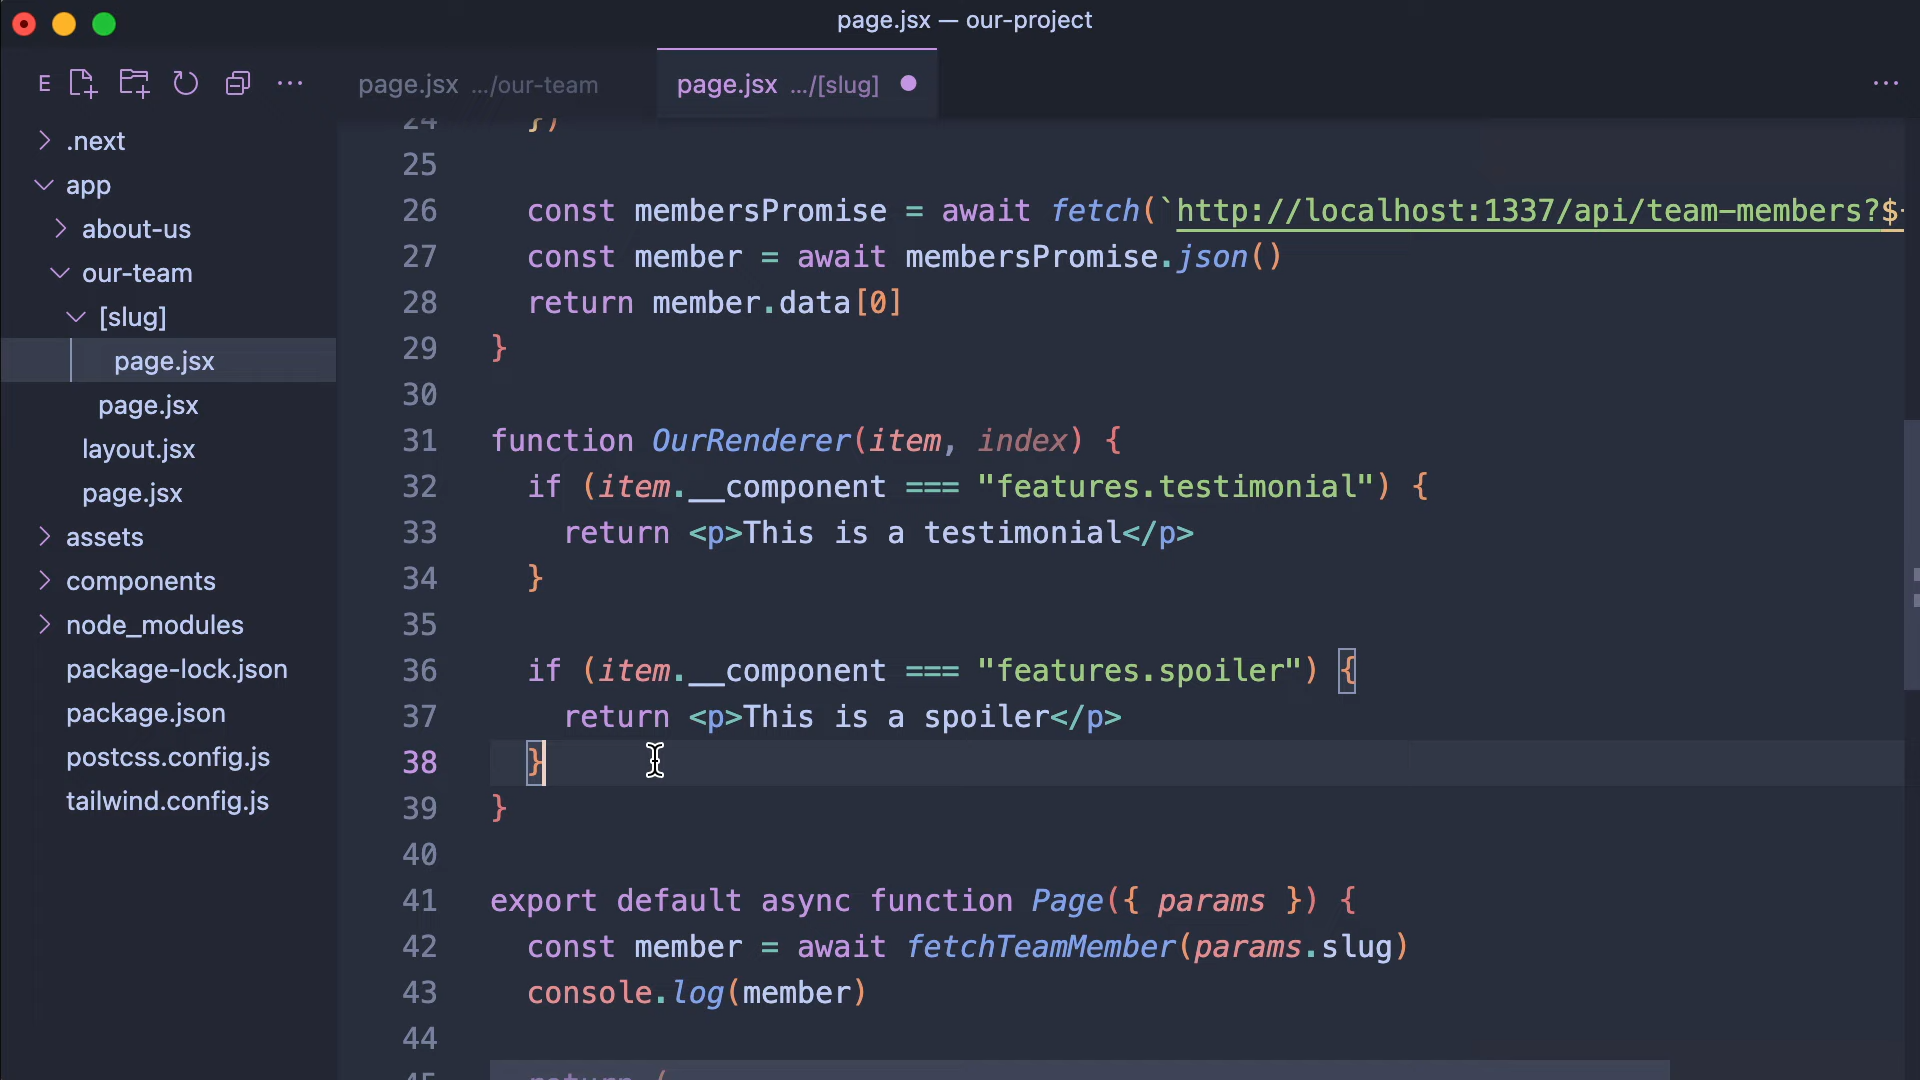 page.jsx — our-project
E
page.jsx .../our-team
page.jsx .../[slug]
.next
app
about-us
our-team
[slug]
page.jsx
page.jsx
layout.jsx
page.jsx
assets
components
node_modules
package-lock.json
package.json
postcss.config.js
tailwind.config.js
24 })
25
26 const membersPromise = await fetch(`http://localhost:1337/api/team-members?$
27 const member = await membersPromise.json()
28 return member.data[0]
29 }
30
31 function OurRenderer(item, index) {
32 if (item.__component === "features.testimonial") {
33 return <p>This is a testimonial</p>
34 }
35
36 if (item.__component === "features.spoiler") {
37 return <p>This is a spoiler</p>
38 }
39 }
40
41 export default async function Page({ params }) {
42 const member = await fetchTeamMember(params.slug)
43 console.log(member)
44
45 return (